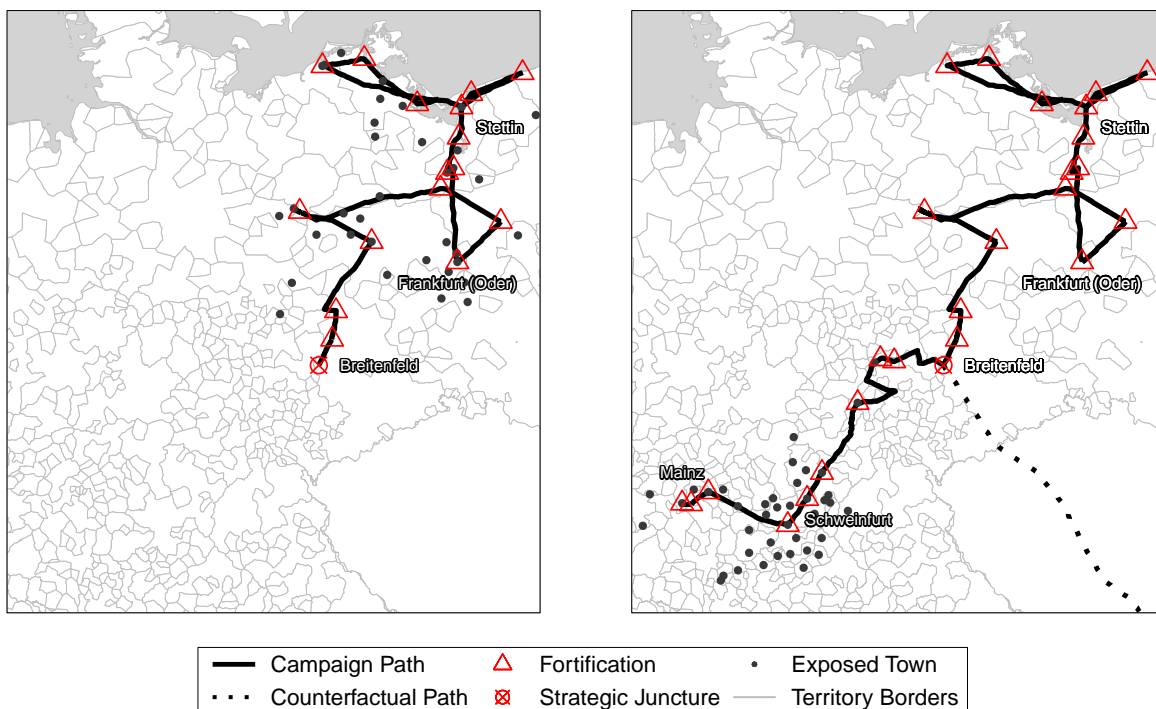 Stettin
Frankfurt (Oder)
Breitenfeld
Stettin
Frankfurt (Oder)
Breitenfeld
Mainz
Schweinfurt
Campaign Path
Fortification
Exposed Town
Counterfactual Path
Strategic Juncture
Territory Borders